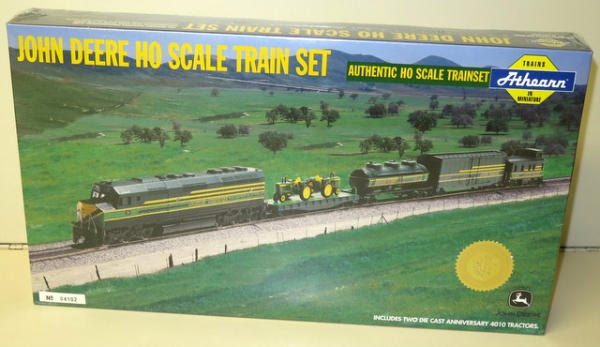 JOHN DEERE HO SCALE TRAIN SET
JOHN DEERE HO SCALE TRAIN SET
AUTHENTIC HO SCALE TRAINSET
TRAINS
Athearn
IN
MINIATURE
Nº 04102
JOHN DEERE
INCLUDES TWO DIE CAST ANNIVERSARY 4010 TRACTORS.